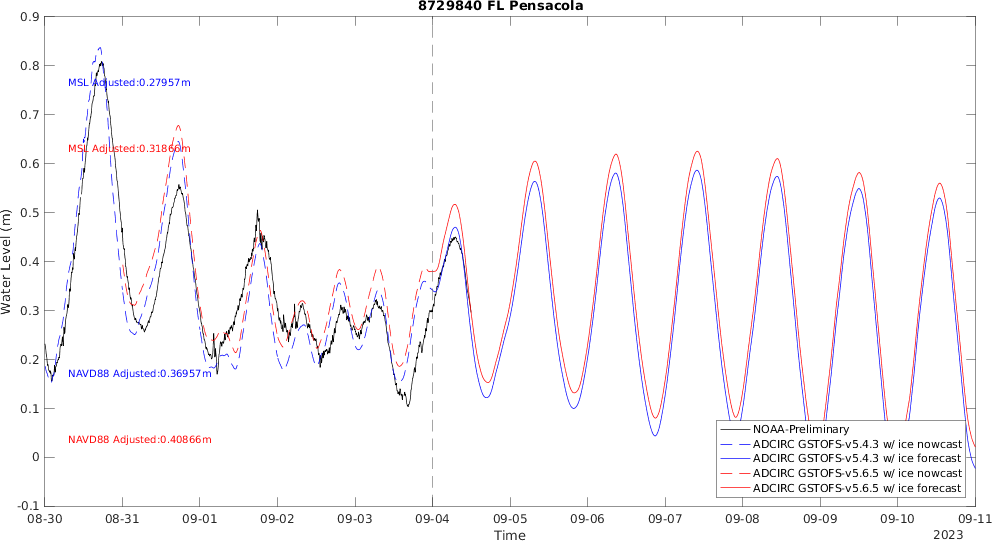 8729840 FL Pensacola
0.9
0.8
0.7
0.6
0.5
0.4
0.3
0.2
0.1
0
-0.1
Water Level (m)
MSL Adjusted:0.27957m
MSL Adjusted:0.31866m
NAVD88 Adjusted:0.36957m
NAVD88 Adjusted:0.40866m
NOAA-Preliminary
ADCIRC GSTOFS-v5.4.3 w/ ice nowcast
ADCIRC GSTOFS-v5.4.3 w/ ice forecast
ADCIRC GSTOFS-v5.6.5 w/ ice nowcast
ADCIRC GSTOFS-v5.6.5 w/ ice forecast
08-30 08-31 09-01 09-02 09-03 09-04 09-05 09-06 09-07 09-08 09-09 09-10 09-11
Time
2023